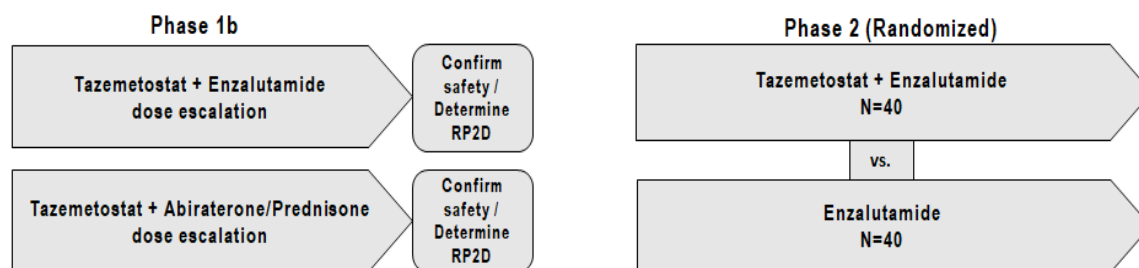 Phase 1b
Tazemetostat + Enzalutamide
dose escalation
Confirm
safety /
Determine
RP2D
Tazemetostat + Abiraterone/Prednisone
dose escalation
Confirm
safety /
Determine
RP2D
Phase 2 (Randomized)
Tazemetostat + Enzalutamide
N=40
vs.
Enzalutamide
N=40